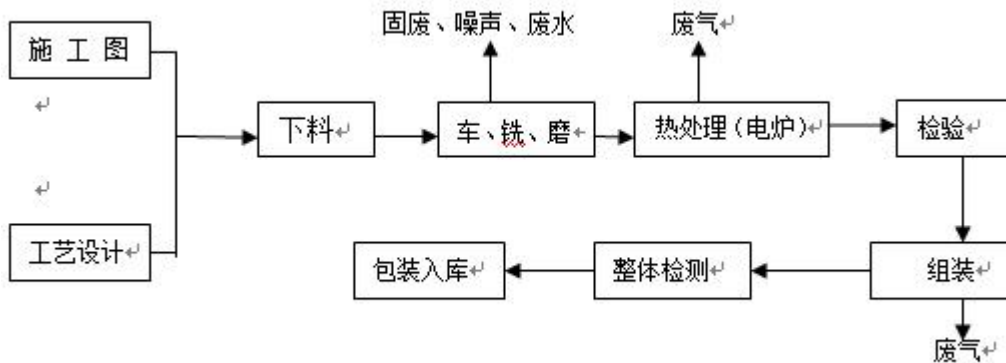 固废、噪声、废水
废气
施 工 图
下料
车、铣、磨
热处理(电炉)
检验
工艺设计
包装入库
整体检测
组装
废气